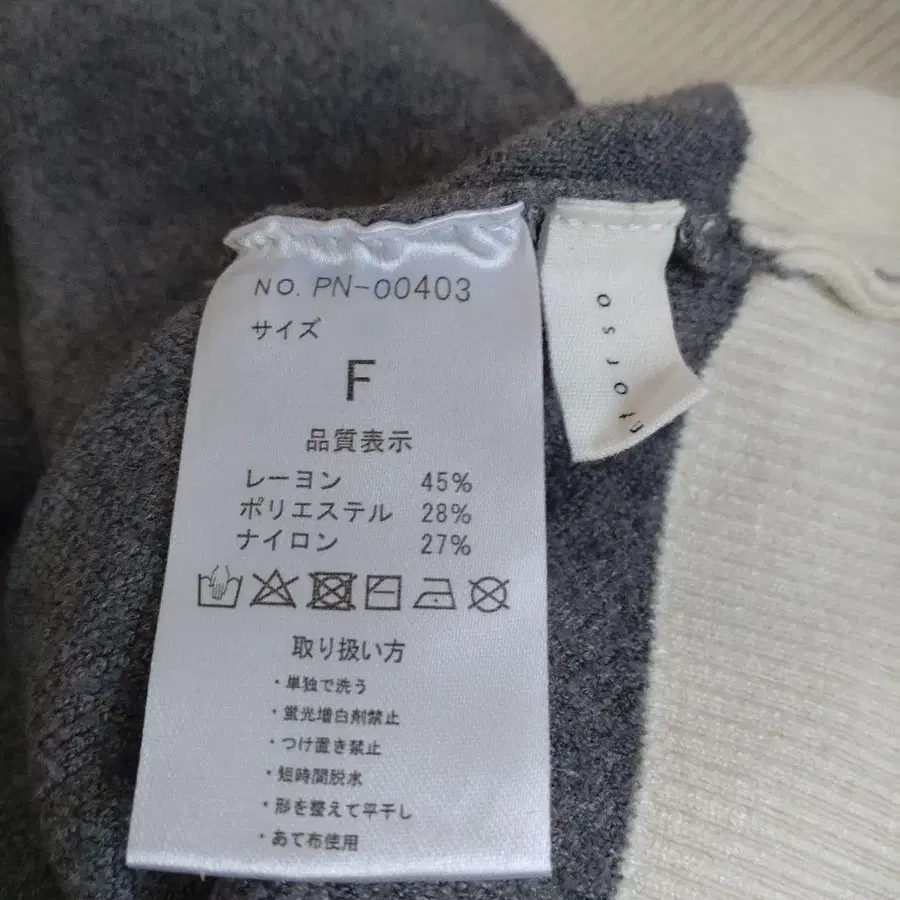 NO. PN-00403
サイズ
F
品質表示
レーヨン 45%
ポリエステル 28%
ナイロン 27%
取り扱い方
・単独で洗う
・蛍光増白剤禁止
・つけ置き禁止
・短時間脱水
・形を整えて平干し
・あて布使用
utorso